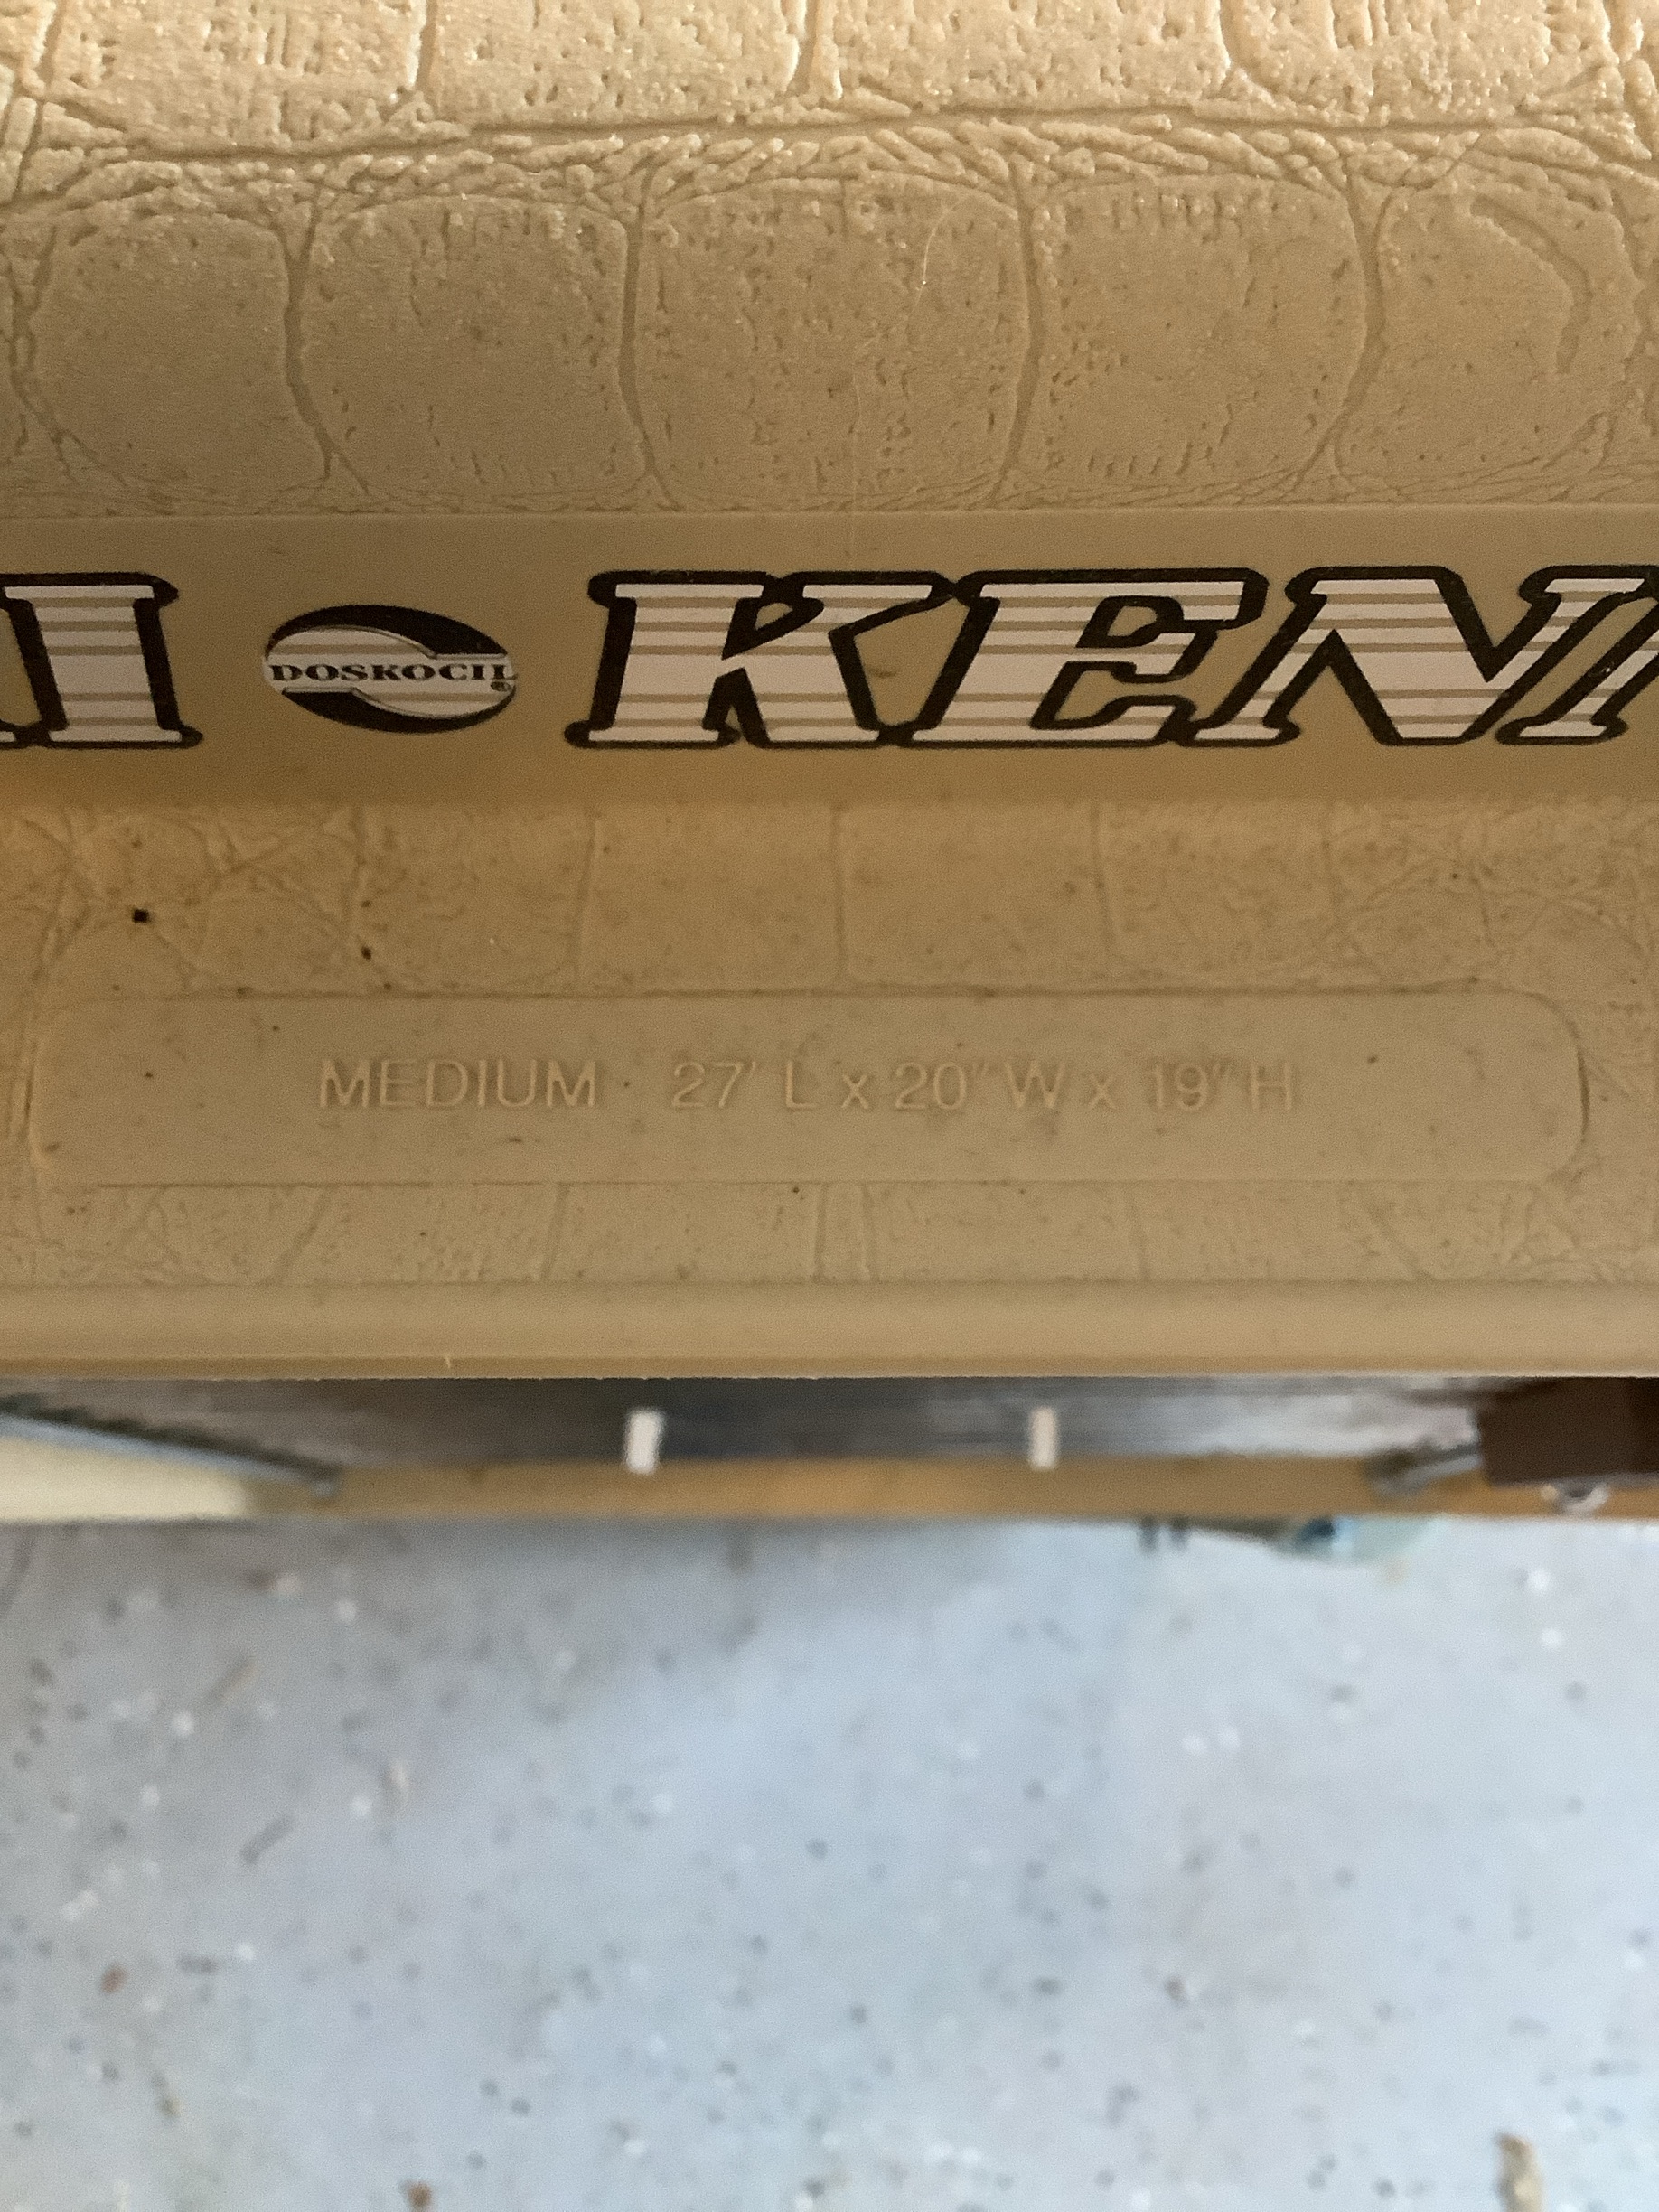 I DOSKOCIL® KEN
MEDIUM · 27" L x 20" W x 19" H